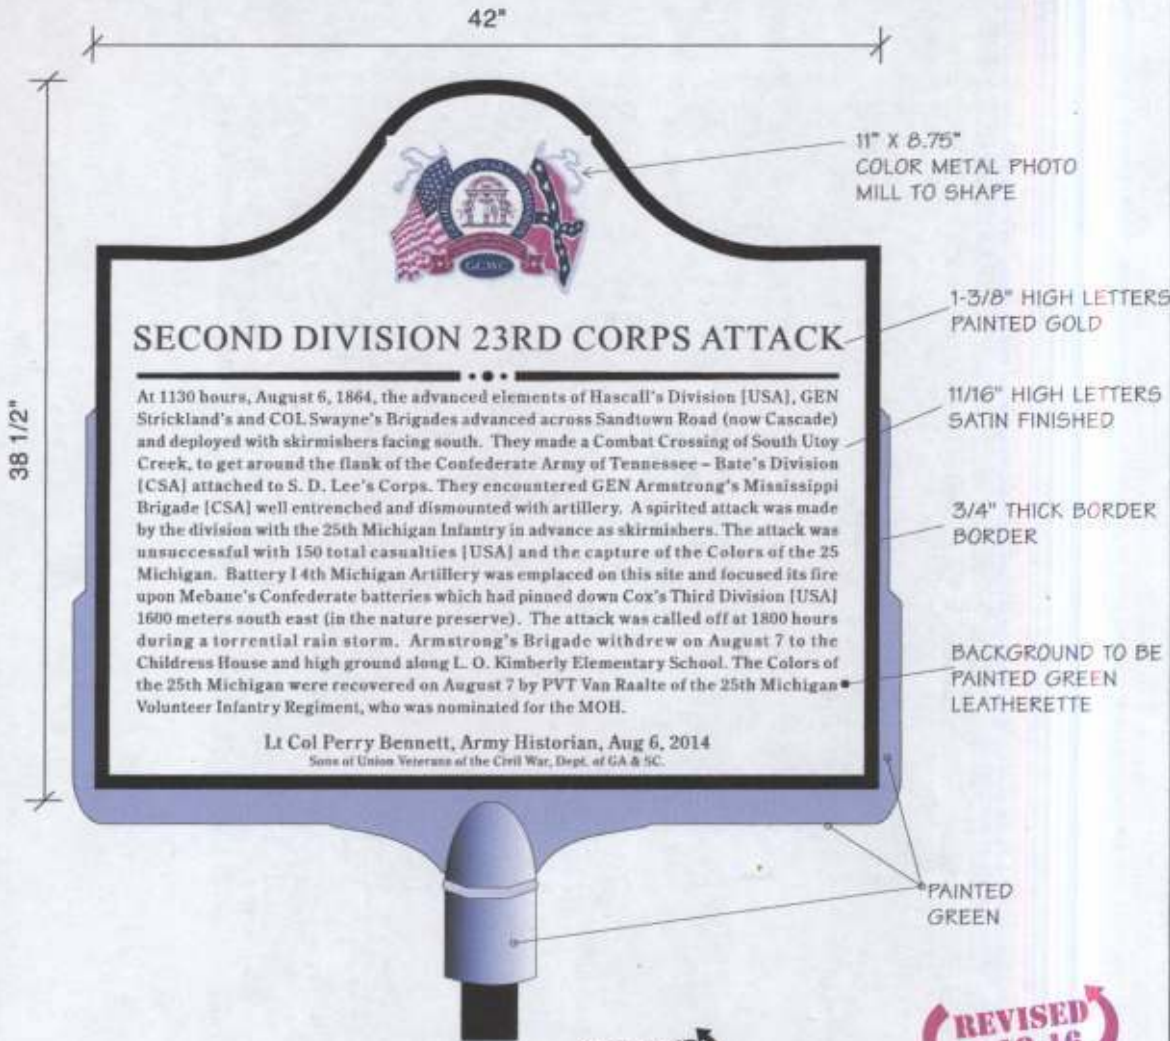 42"
38 1/2"
11" X 8.75"
COLOR METAL PHOTO
MILL TO SHAPE
GCWC
SECOND DIVISION 23RD CORPS ATTACK
1-3/8" HIGH LETTERS
PAINTED GOLD
At 1130 hours, August 6, 1864, the advanced elements of Hascall's Division [USA], GEN
Strickland's and COL Swayne's Brigades advanced across Sandtown Road (now Cascade)
and deployed with skirmishers facing south. They made a Combat Crossing of South Utoy
Creek, to get around the flank of the Confederate Army of Tennessee – Bate's Division
[CSA] attached to S. D. Lee's Corps. They encountered GEN Armstrong's Mississippi
Brigade [CSA] well entrenched and dismounted with artillery. A spirited attack was made
by the division with the 25th Michigan Infantry in advance as skirmishers. The attack was
unsuccessful with 150 total casualties [USA] and the capture of the Colors of the 25
Michigan. Battery I 4th Michigan Artillery was emplaced on this site and focused its fire
upon Mebane's Confederate batteries which had pinned down Cox's Third Division [USA]
1600 meters south east (in the nature preserve). The attack was called off at 1800 hours
during a torrential rain storm. Armstrong's Brigade withdrew on August 7 to the
Childress House and high ground along L. O. Kimberly Elementary School. The Colors of
the 25th Michigan were recovered on August 7 by PVT Van Raalte of the 25th Michigan
Volunteer Infantry Regiment, who was nominated for the MOH.
Lt Col Perry Bennett, Army Historian, Aug 6, 2014
Sons of Union Veterans of the Civil War, Dept. of GA & SC.
11/16" HIGH LETTERS
SATIN FINISHED
3/4" THICK BORDER
BORDER
BACKGROUND TO BE
PAINTED GREEN
LEATHERETTE
PAINTED
GREEN
REVISED